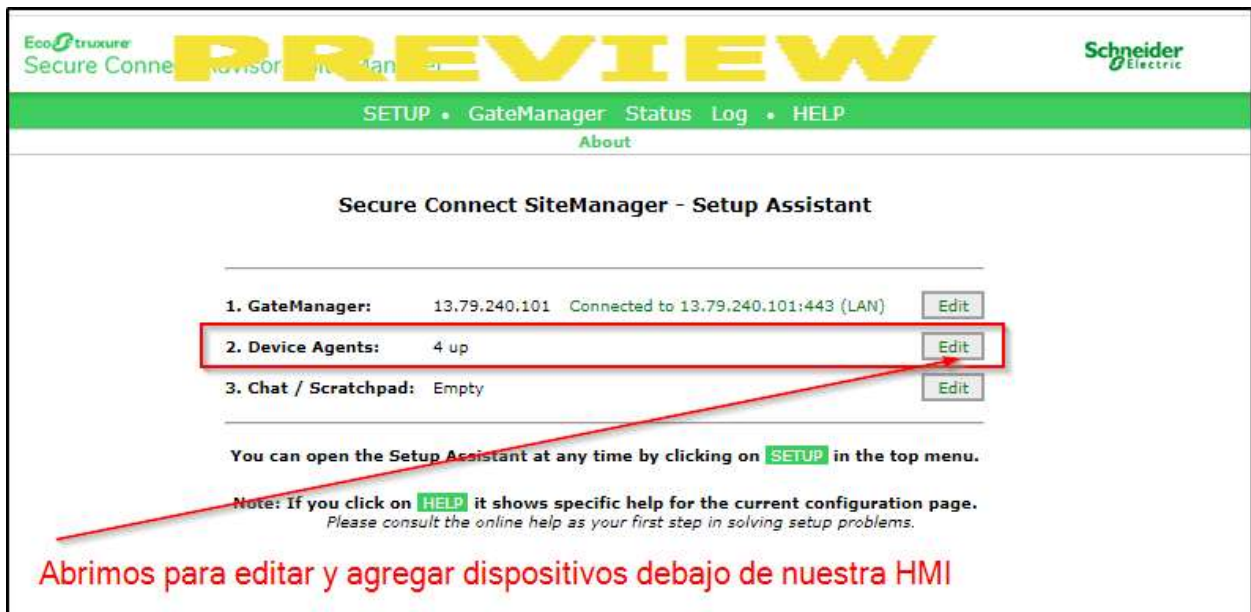 EcoStruxure
Secure Conne
PREVIEW
Schneider
Electric
SETUP • GateManager Status Log • HELP
About
Secure Connect SiteManager - Setup Assistant
1. GateManager: 13.79.240.101 Connected to 13.79.240.101:443 (LAN) Edit
2. Device Agents: 4 up Edit
3. Chat / Scratchpad: Empty Edit
You can open the Setup Assistant at any time by clicking on SETUP in the top menu.
Note: If you click on HELP it shows specific help for the current configuration page.
Please consult the online help as your first step in solving setup problems.
Abrimos para editar y agregar dispositivos debajo de nuestra HMI